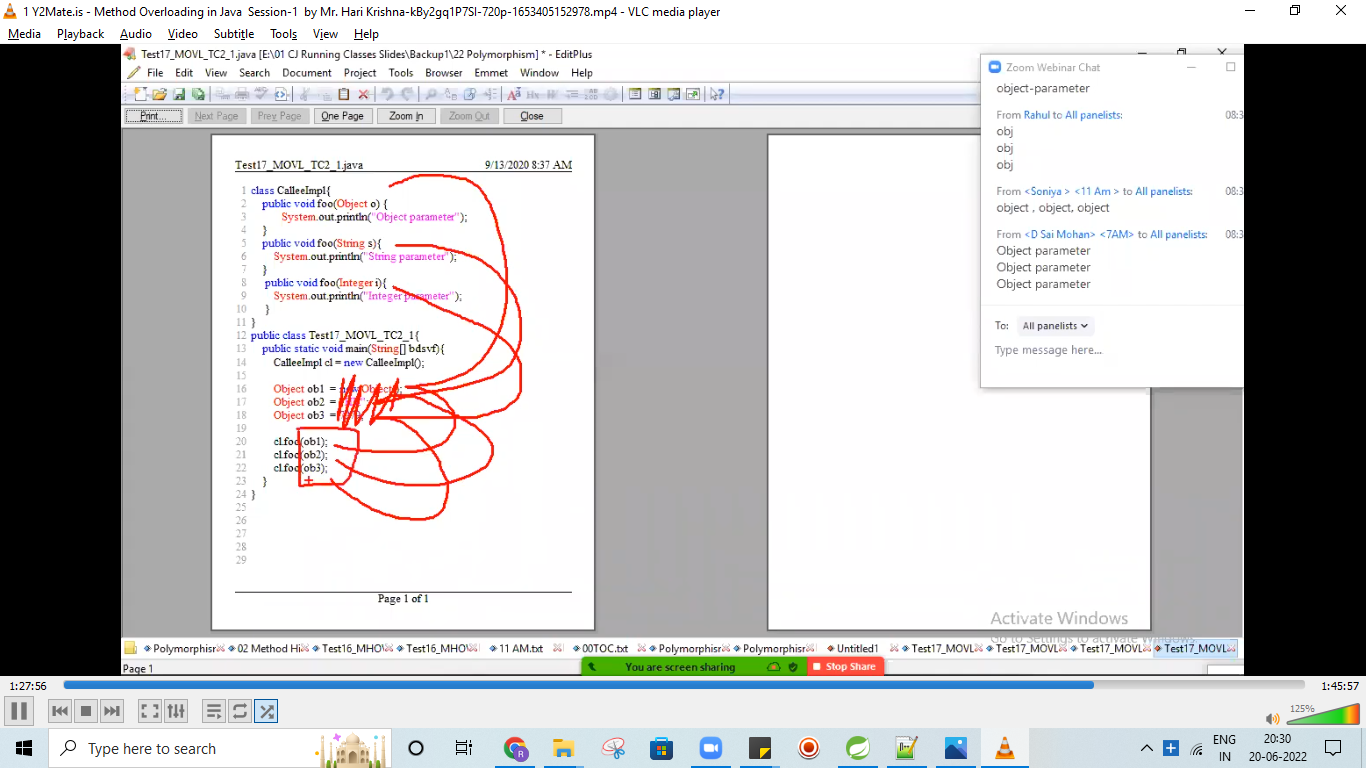 1 Y2Mate.is - Method Overloading in Java Session-1 by Mr. Hari Krishna-kBy2gq1P7SI-720p-1653405152978.mp4 - VLC media player
Media Playback Audio Video Subtitle Tools View Help
Test17_MOVL_TC2_1.java [E:\01 CJ Running Classes Slides\Backup1\22 Polymorphism] * - EditPlus
File Edit View Search Document Project Tools Browser Emmet Window Help
Print... Next Page Prev Page One Page Zoom In Zoom Out Close
Test17_MOVL_TC2_1.java 9/13/2020 8:37 AM
1 class CalleeImpl{
2 public void foo(Object o) {
3 System.out.println("Object parameter");
4 }
5 public void foo(String s){
6 System.out.println("String parameter");
7 }
8 public void foo(Integer i){
9 System.out.println("Integer parameter");
10 }
11 }
12 public class Test17_MOVL_TC2_1{
13 public static void main(String[] bdsvf){
14 CalleeImpl cl = new CalleeImpl();
15
16 Object ob1 = new Object();
17 Object ob2 =
18 Object ob3 =
19
20 cl.foo(ob1);
21 cl.foo(ob2);
22 cl.foo(ob3);
23 }
24 }
25
26
27
28
29
Page 1 of 1
Zoom Webinar Chat
object-parameter
From Rahul to All panelists: 08:3
obj
obj
obj
From <Soniya > <11 Am > to All panelists: 08:3
object , object, object
From <D Sai Mohan> <7AM> to All panelists: 08:3
Object parameter
Object parameter
Object parameter
To: All panelists
Type message here...
Activate Windows
Go to Settings to activate Windows.
Polymorphisr 02 Method Hi Test16_MHOV Test16_MHOV 11 AM.txt 00TOC.txt Polymorphisr Polymorphisr Untitled1 Test17_MOVL Test17_MOVL Test17_MOVL Test17_MOVL
Page 1
You are screen sharing Stop Share
1:27:56 1:45:57
125%
Type here to search
ENG
IN
20:30
20-06-2022